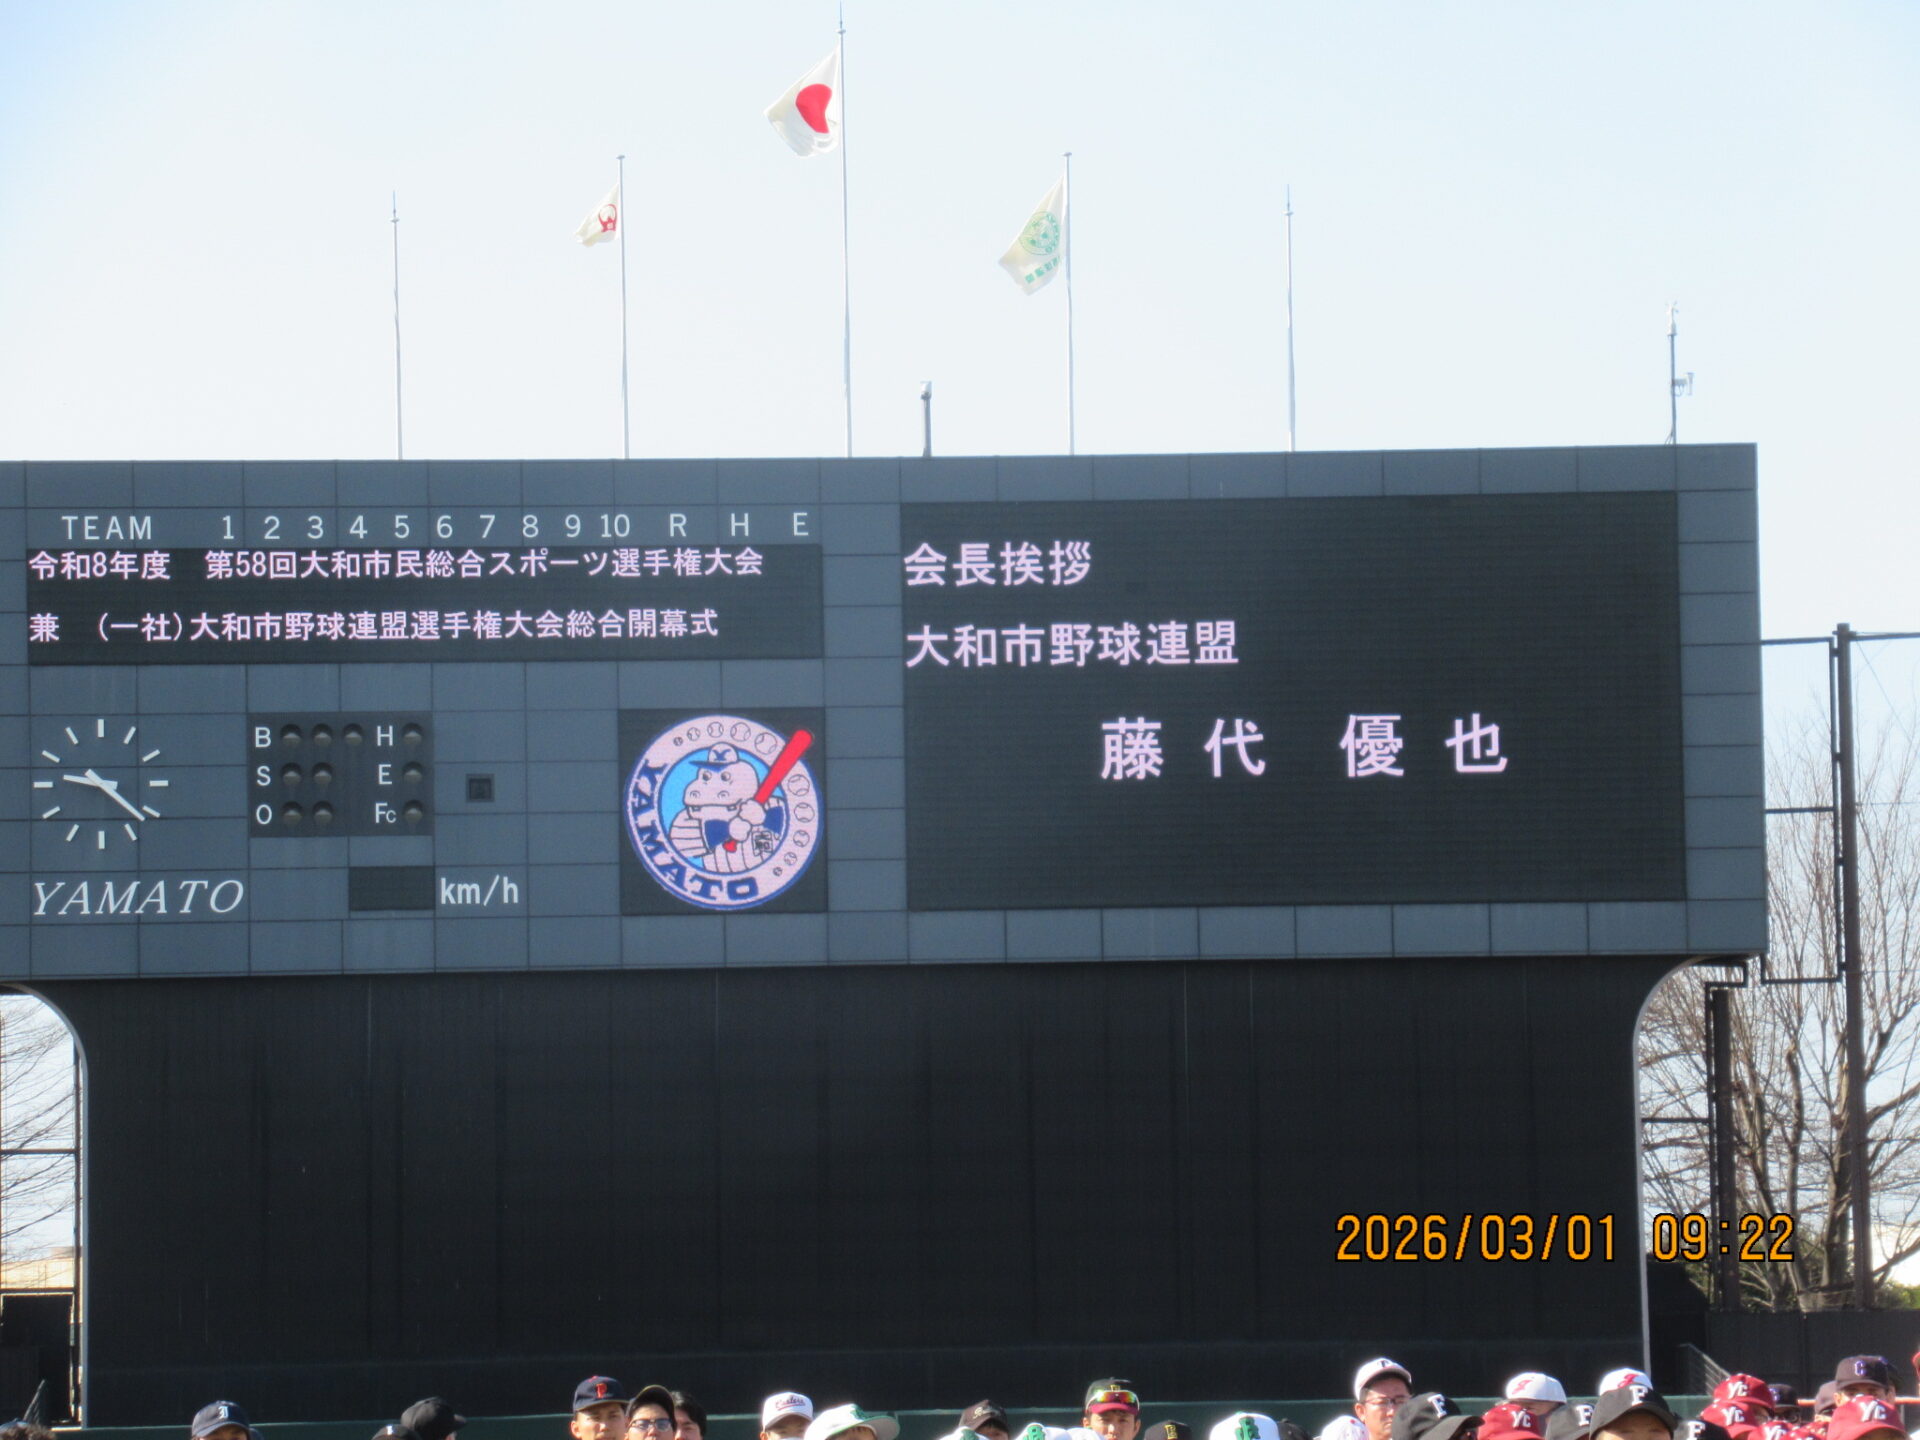 TEAM 1 2 3 4 5 6 7 8 9 10 R H E
令和8年度　第58回大和市民総合スポーツ選手権大会
兼　(一社)大和市野球連盟選手権大会総合開幕式
会長挨拶
大和市野球連盟
藤代　優也
B H
S E
O Fc
YAMATO
km/h
YAMATO
2026/03/01 09:22
YC
YC
YC
YC